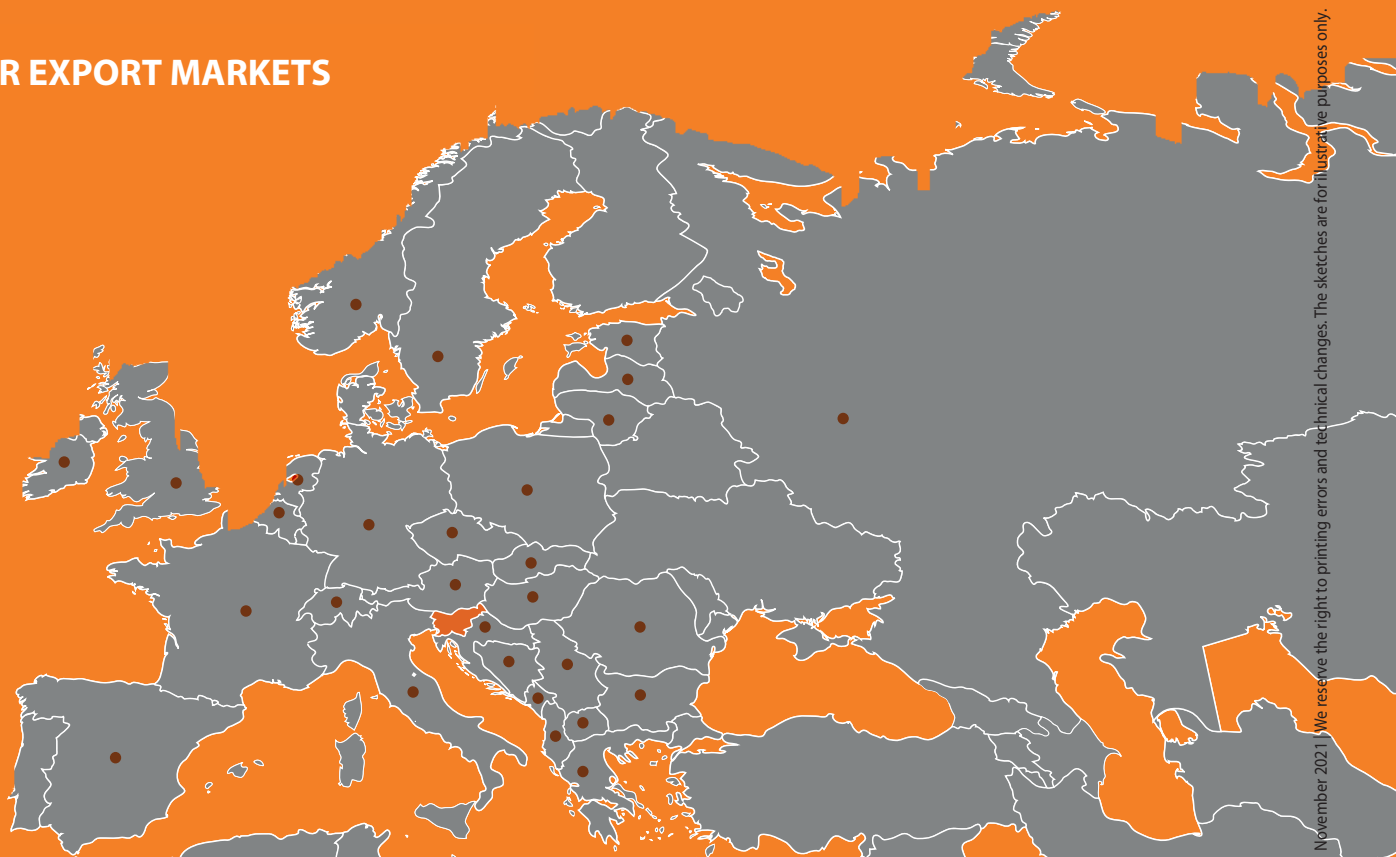 R EXPORT MARKETS
November 2021 | We reserve the right to printing errors and technical changes. The sketches are for illustrative purposes only.